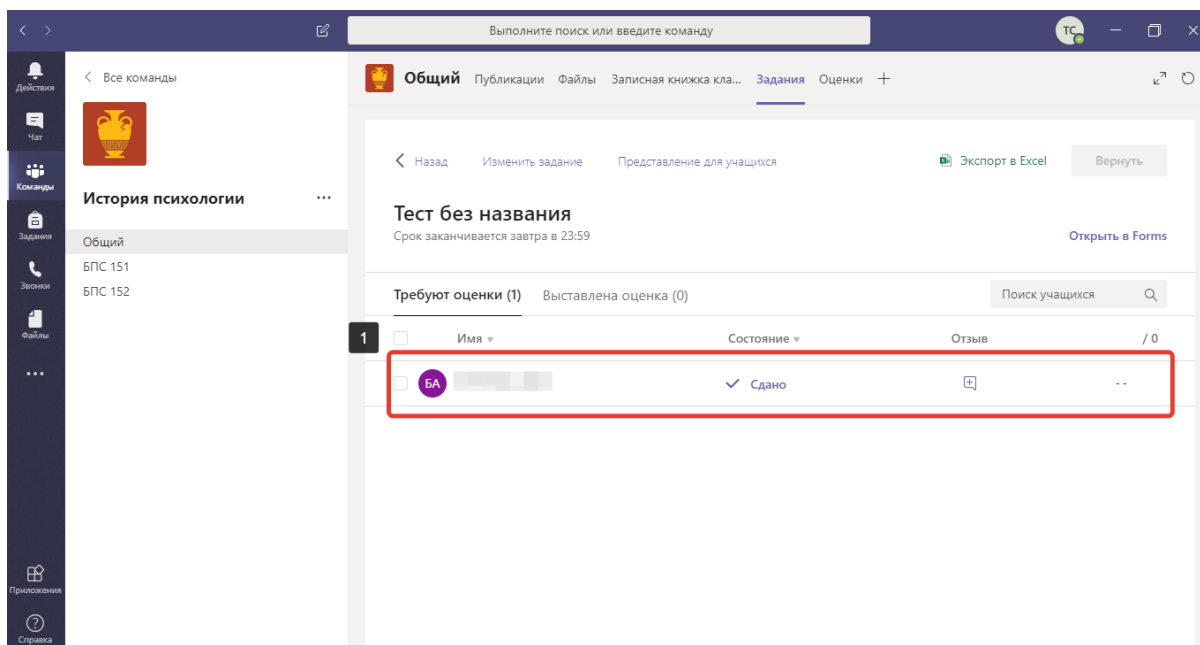 Выполните поиск или введите команду
TC
Действия
Чат
Команды
Задания
Звонки
Файлы
Приложения
Справка
Все команды
История психологии
Общий
БПС 151
БПС 152
Общий Публикации Файлы Записная книжка кла... Задания Оценки
Назад Изменить задание Представление для учащихся Экспорт в Excel Вернуть
Тест без названия
Срок заканчивается завтра в 23:59
Открыть в Forms
Требуют оценки (1) Выставлена оценка (0) Поиск учащихся
1 Имя Состояние Отзыв / 0
БА Сдано - -